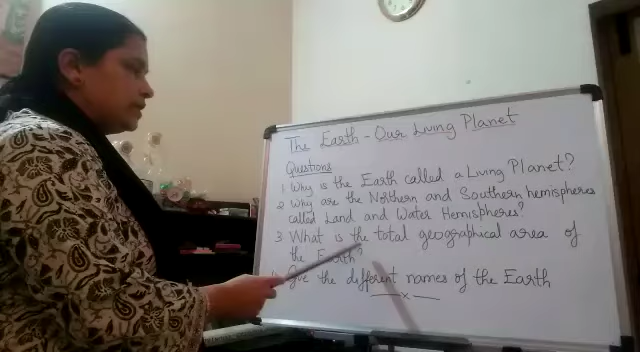 The Earth - Our Living Planet
Questions
1 Why is the Earth called a Living Planet?
2 Why are the Northern and Southern hemispheres
called Land and Water Hemispheres?
3 What is the total geographical area of
the Earth?
Give the different names of the Earth